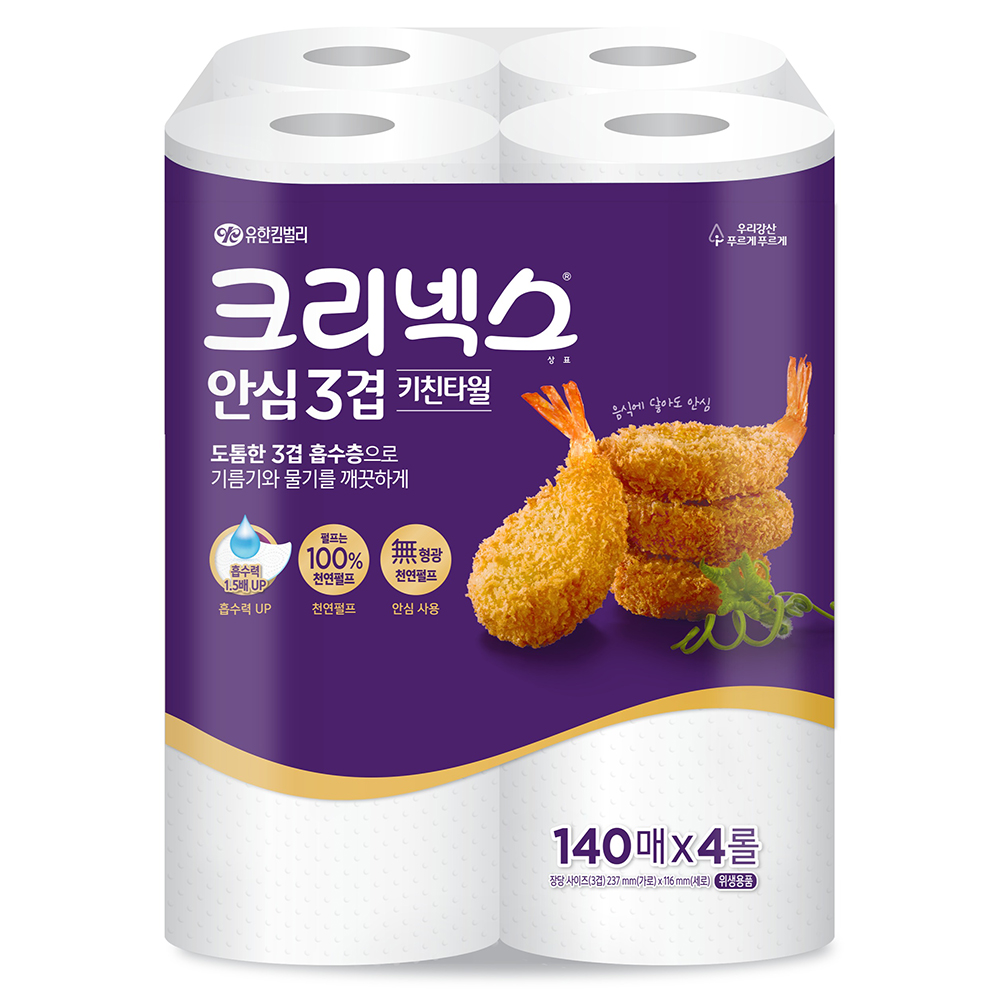 유한킴벌리
우리강산
푸르게 푸르게
크리넥스®
상표
안심 3겹 키친타월
음식에 닿아도 안심
도톰한 3겹 흡수층으로
기름기와 물기를 깨끗하게
흡수력
1.5배 UP
흡수력 UP
펄프는
100%
천연펄프
천연펄프
無형광
천연펄프
안심 사용
140매x4롤
장당 사이즈(3겹) 237 mm(가로) x 116 mm(세로) 위생용품